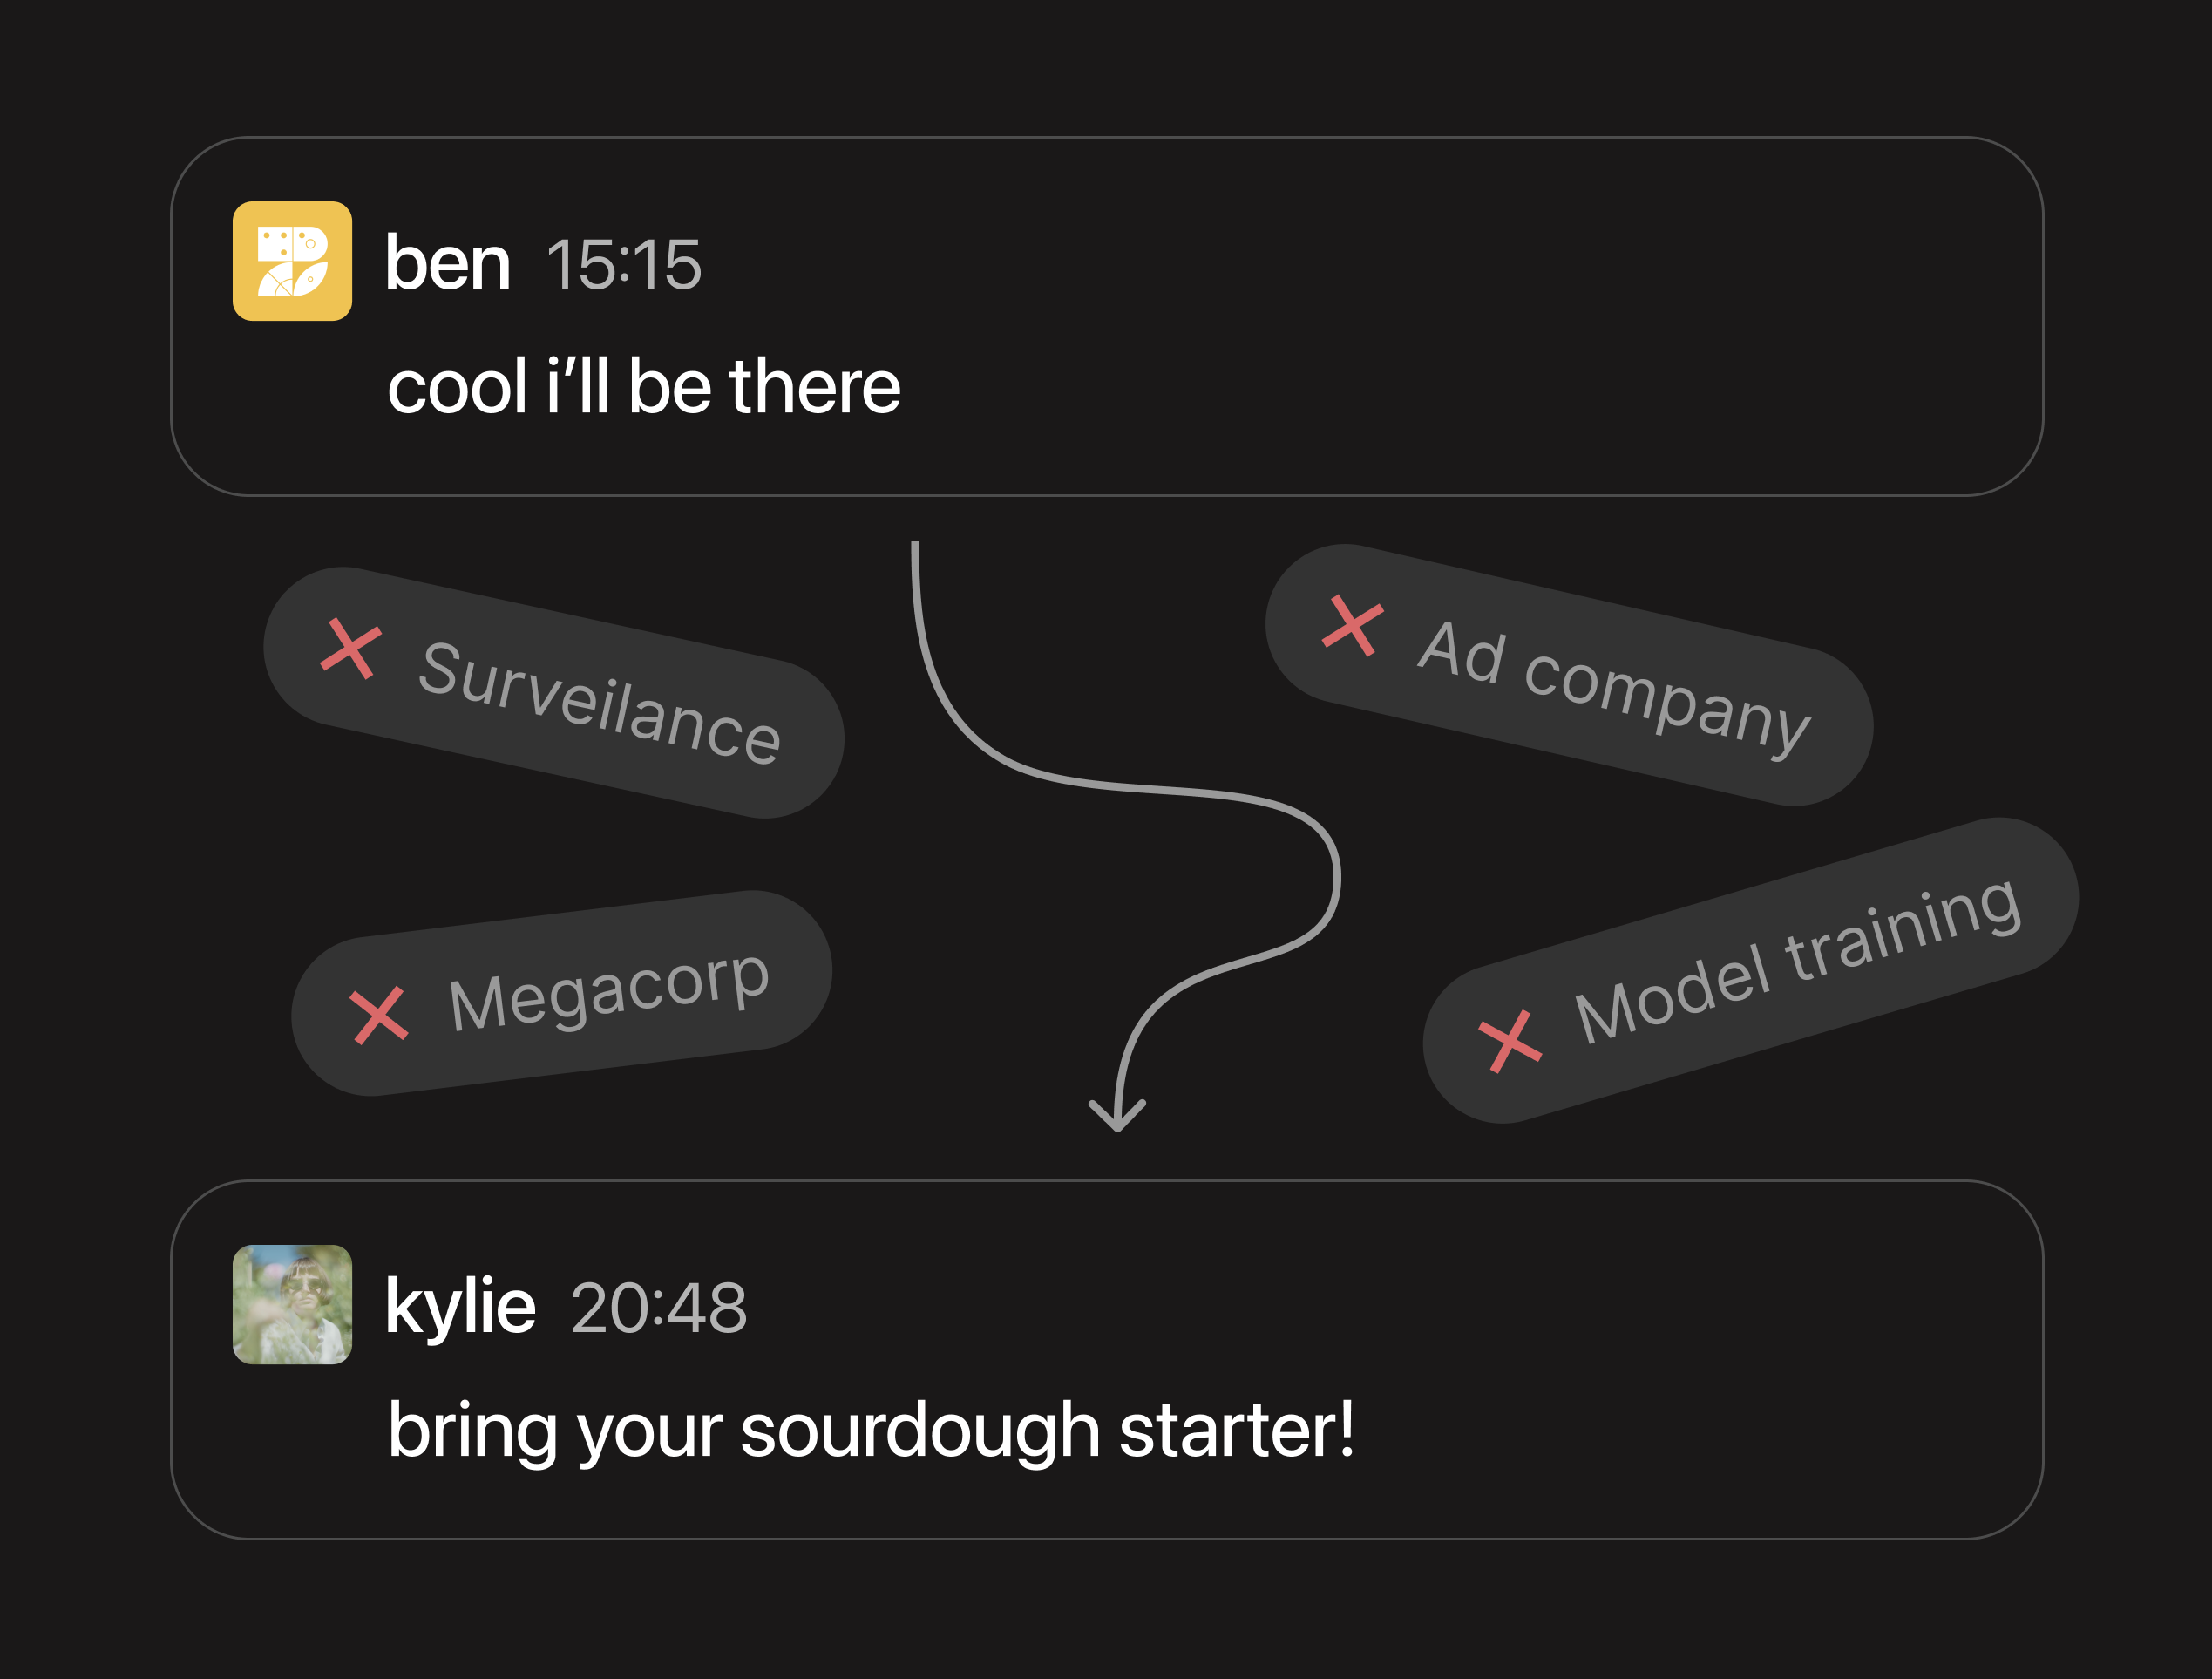 ben 15:15
cool i'll be there
Surveilance
Ad company
Megacorp
Model training
kylie 20:48
bring your sourdough starter!